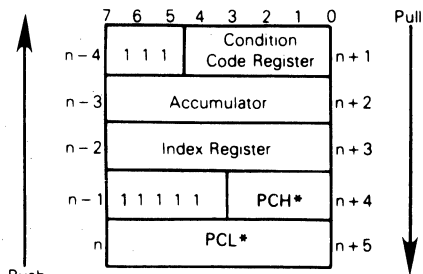 7 6 5 4 3 2 1 0 Pull
n – 4 1 1 1 Condition Code Register n + 1
n – 3 Accumulator n + 2
n – 2 Index Register n + 3
n – 1 1 1 1 1 1 PCH* n + 4
n PCL* n + 5